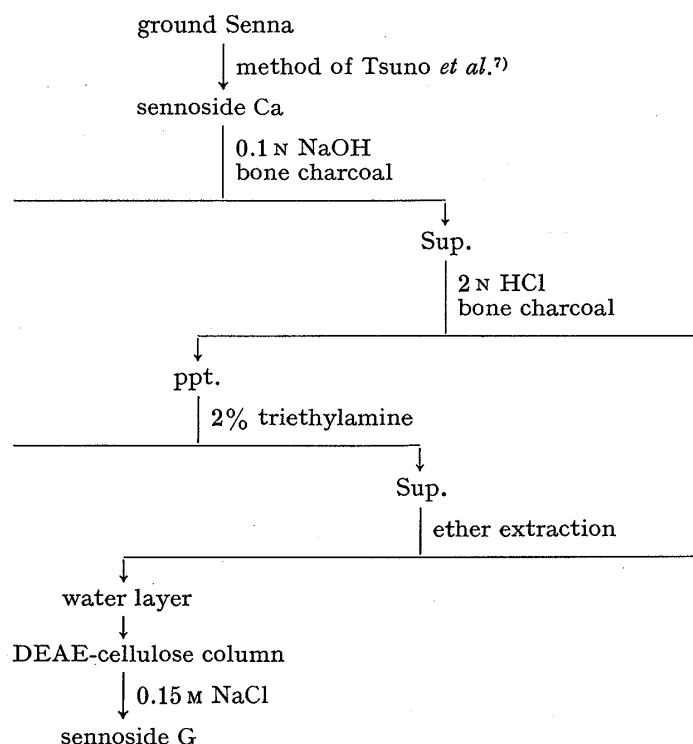 ground Senna
method of Tsuno et al.7)
sennoside Ca
0.1 N NaOH
bone charcoal
Sup.
2 N HCl
bone charcoal
ppt.
2% triethylamine
Sup.
ether extraction
water layer
DEAE-cellulose column
0.15 M NaCl
sennoside G